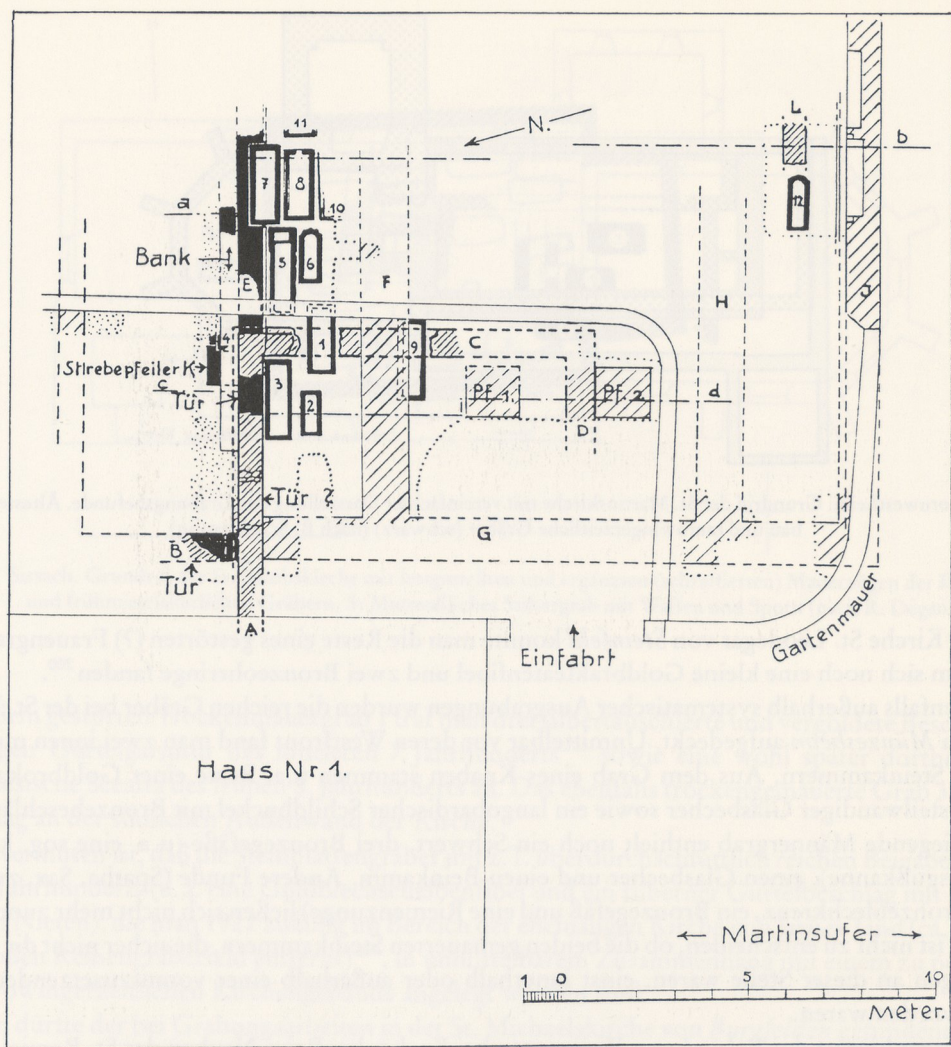 11
N.
L
b
7
8
12
10
a
Bank
5
6
E
F
H
J
4
1
9
C
Strebepfeiler K
c
Tür
3
2
Pf. 1.
Pf. 2.
d
D
Tür ?
G
B
Tür
A
Einfahrt
Gartenmauer
Haus Nr. 1.
Martinsufer
1 0 5 10
Meter.